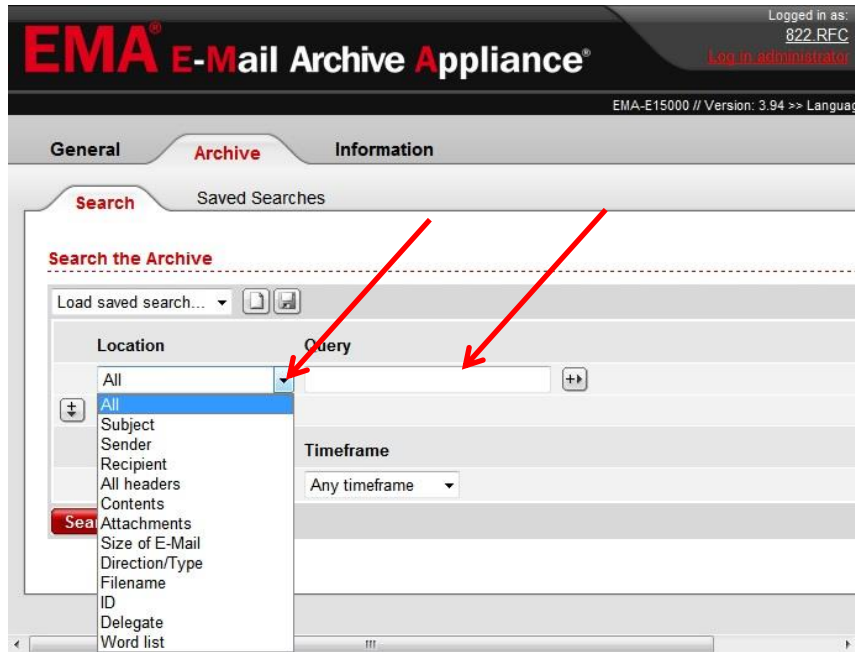 Logged in as:
822.RFC
Log in administrator
EMA® E-Mail Archive Appliance®
EMA-E15000 // Version: 3.94 >> Languag
General Archive Information
Search Saved Searches
Search the Archive
Load saved search...
Location Query
All
All
Subject
Sender
Recipient
Timeframe
All headers
Any timeframe
Contents
Sear
Attachments
Size of E-Mail
Direction/Type
Filename
ID
Delegate
Word list